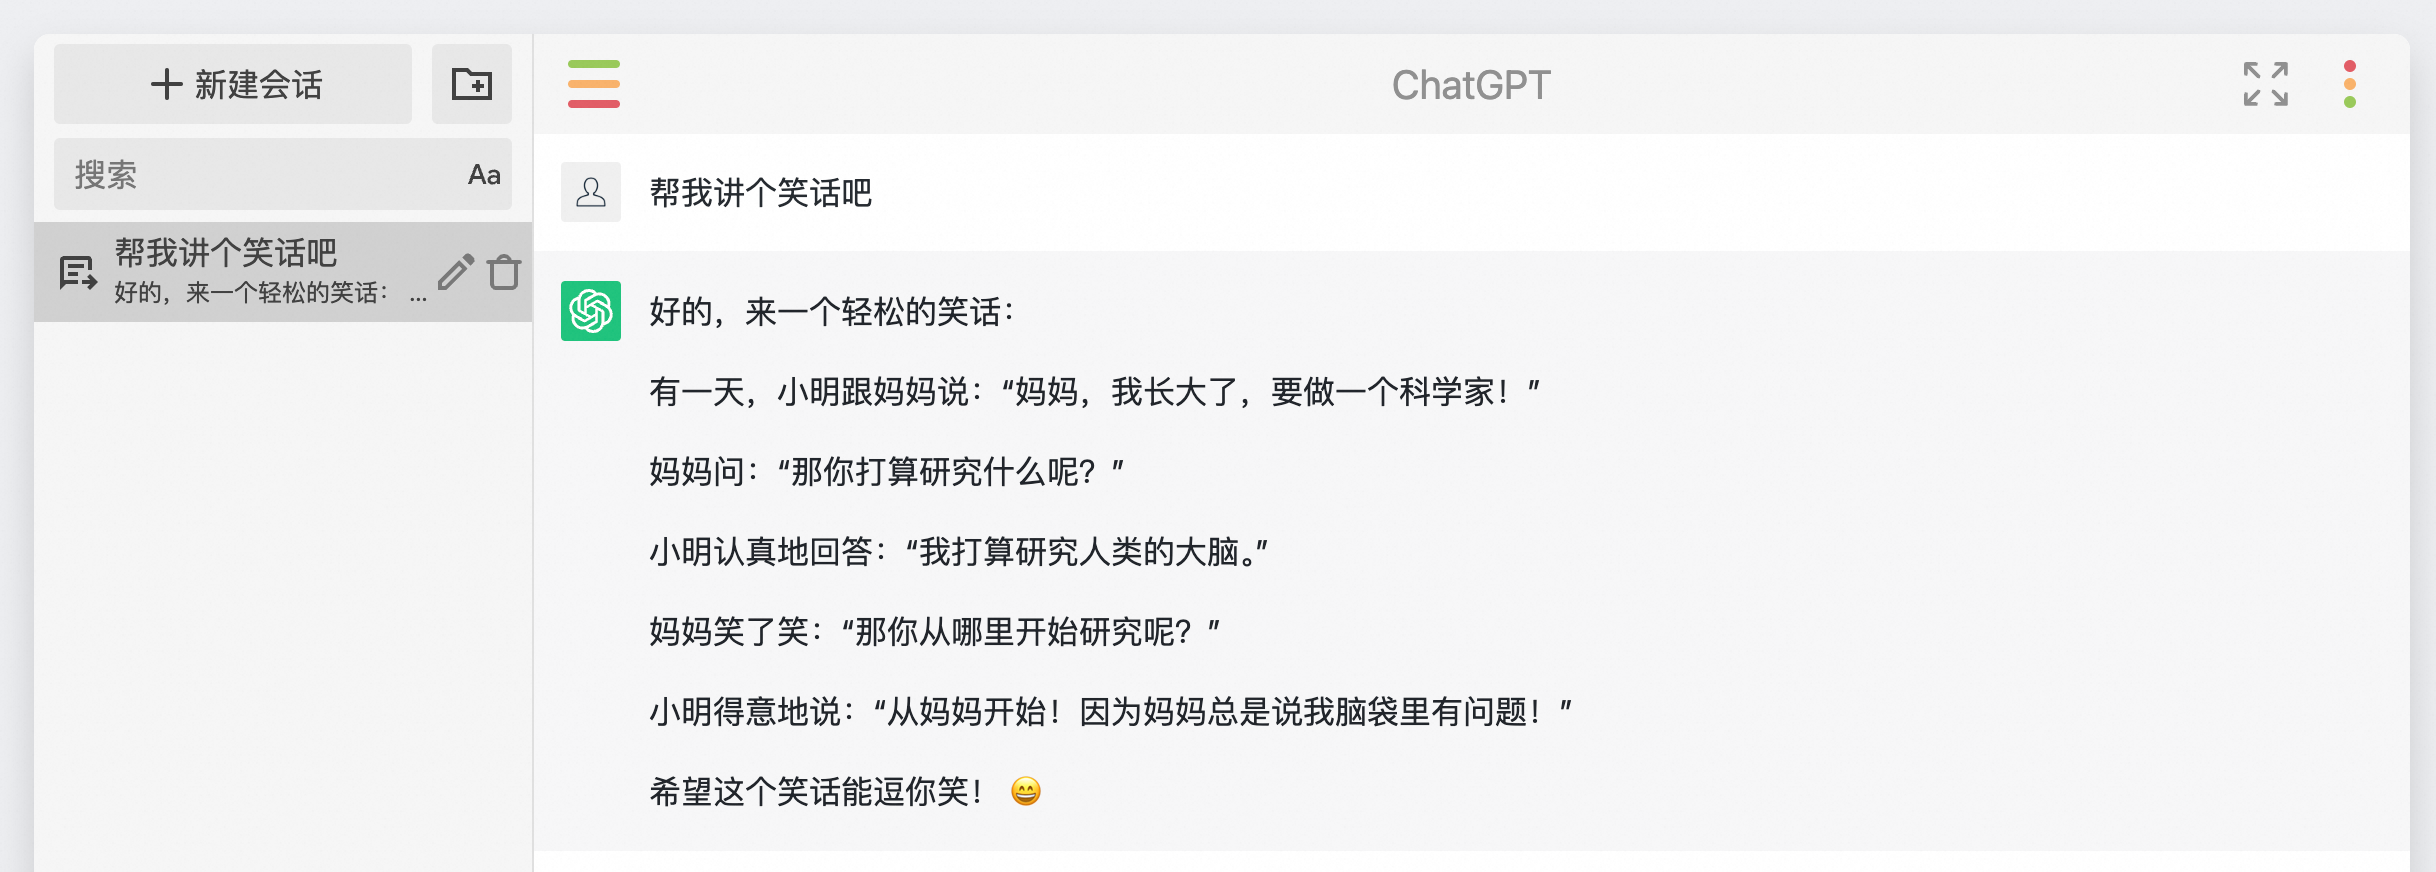 新建会话
搜索
Aa
帮我讲个笑话吧
好的，来一个轻松的笑话： ...
ChatGPT
帮我讲个笑话吧
好的，来一个轻松的笑话：
有一天，小明跟妈妈说：“妈妈，我长大了，要做一个科学家！”
妈妈问：“那你打算研究什么呢？”
小明认真地回答：“我打算研究人类的大脑。”
妈妈笑了笑：“那你从哪里开始研究呢？”
小明得意地说：“从妈妈开始！因为妈妈总是说我脑袋里有问题！”
希望这个笑话能逗你笑！ 😄